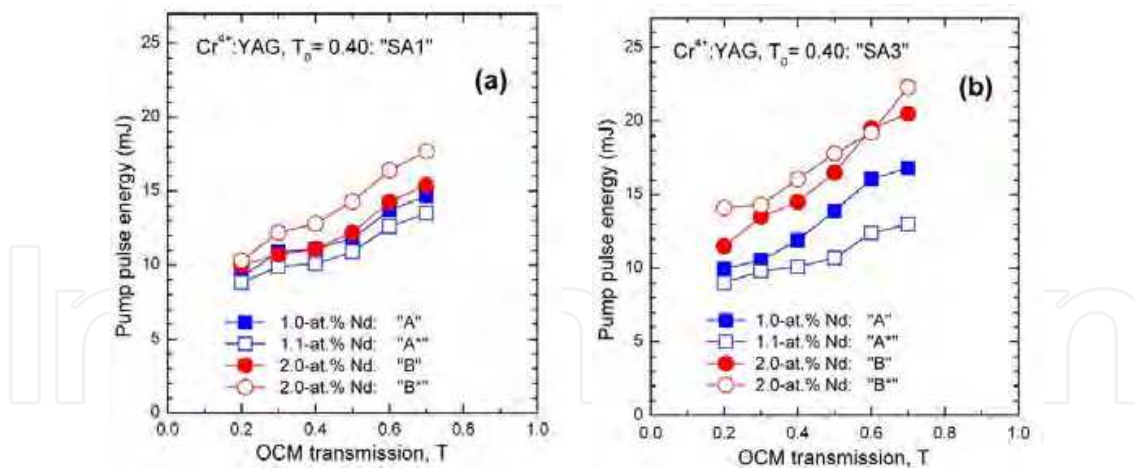 Cr4+:YAG, T0= 0.40: "SA1"
(a)
Pump pulse energy (mJ)
25
20
15
10
5
0
1.0-at.% Nd: "A"
1.1-at.% Nd: "A*"
2.0-at.% Nd: "B"
2.0-at.% Nd: "B*"
0.0 0.2 0.4 0.6 0.8 1.0
OCM transmission, T
Cr4+:YAG, T0= 0.40: "SA3"
(b)
Pump pulse energy (mJ)
25
20
15
10
5
0
1.0-at.% Nd: "A"
1.1-at.% Nd: "A*"
2.0-at.% Nd: "B"
2.0-at.% Nd: "B*"
0.0 0.2 0.4 0.6 0.8 1.0
OCM transmission, T